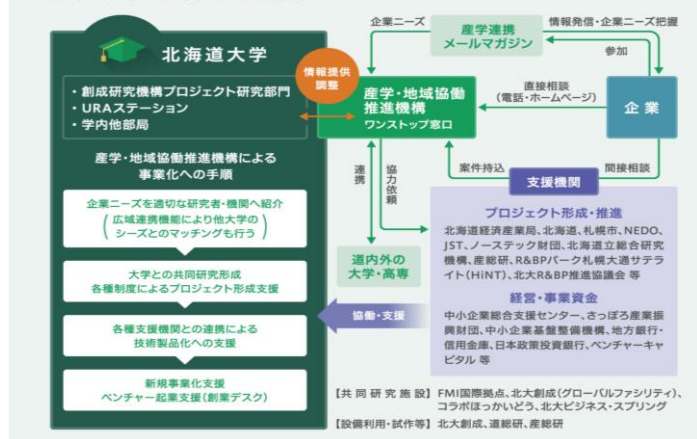 北海道大学
・創成研究機構プロジェクト研究部門
・URAステーション
・学内他部局
産学・地域協働推進機構による
事業化への手順
企業ニーズを適切な研究者・機関へ紹介
(広域連携機能により他大学の
シーズとのマッチングも行う)
大学との共同研究形成
各種制度によるプロジェクト形成支援
各種支援機関との連携による
技術製品化への支援
新規事業化支援
ベンチャー起業支援(創業デスク)
情報提供
調整
企業ニーズ
産学連携
メールマガジン
情報発信・企業ニーズ把握
参加
産学・地域協働
推進機構
ワンストップ窓口
直接相談
(電話・ホームページ)
企業
連携
協力依頼
案件持込
間接相談
支援機関
道内外の
大学・高専
協働・支援
プロジェクト形成・推進
北海道経済産業局、北海道、札幌市、NEDO、
JST、ノーステック財団、北海道立総合研究
機構、産総研、R&BPパーク札幌大通サテラ
イト(HiNT)、北大R&BP推進協議会 等
経営・事業資金
中小企業総合支援センター、さっぽろ産業振
興財団、中小企業基盤整備機構、地方銀行・
信用金庫、日本政策投資銀行、ベンチャーキャ
ピタル 等
【共同研究施設】 FMI国際拠点、北大創成(グローバルファシリティ)、
コラボほっかいどう、北大ビジネス・スプリング
【設備利用・試作等】 北大創成、道総研、産総研